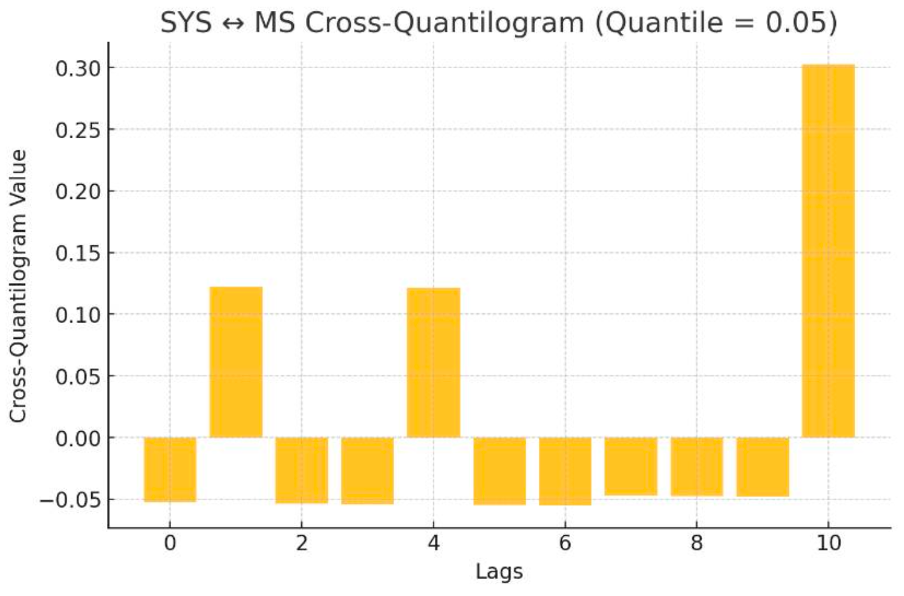 SYS ↔ MS Cross-Quantilogram (Quantile = 0.05)
Cross-Quantilogram Value
0.30
0.25
0.20
0.15
0.10
0.05
0.00
−0.05
0 2 4 6 8 10
Lags